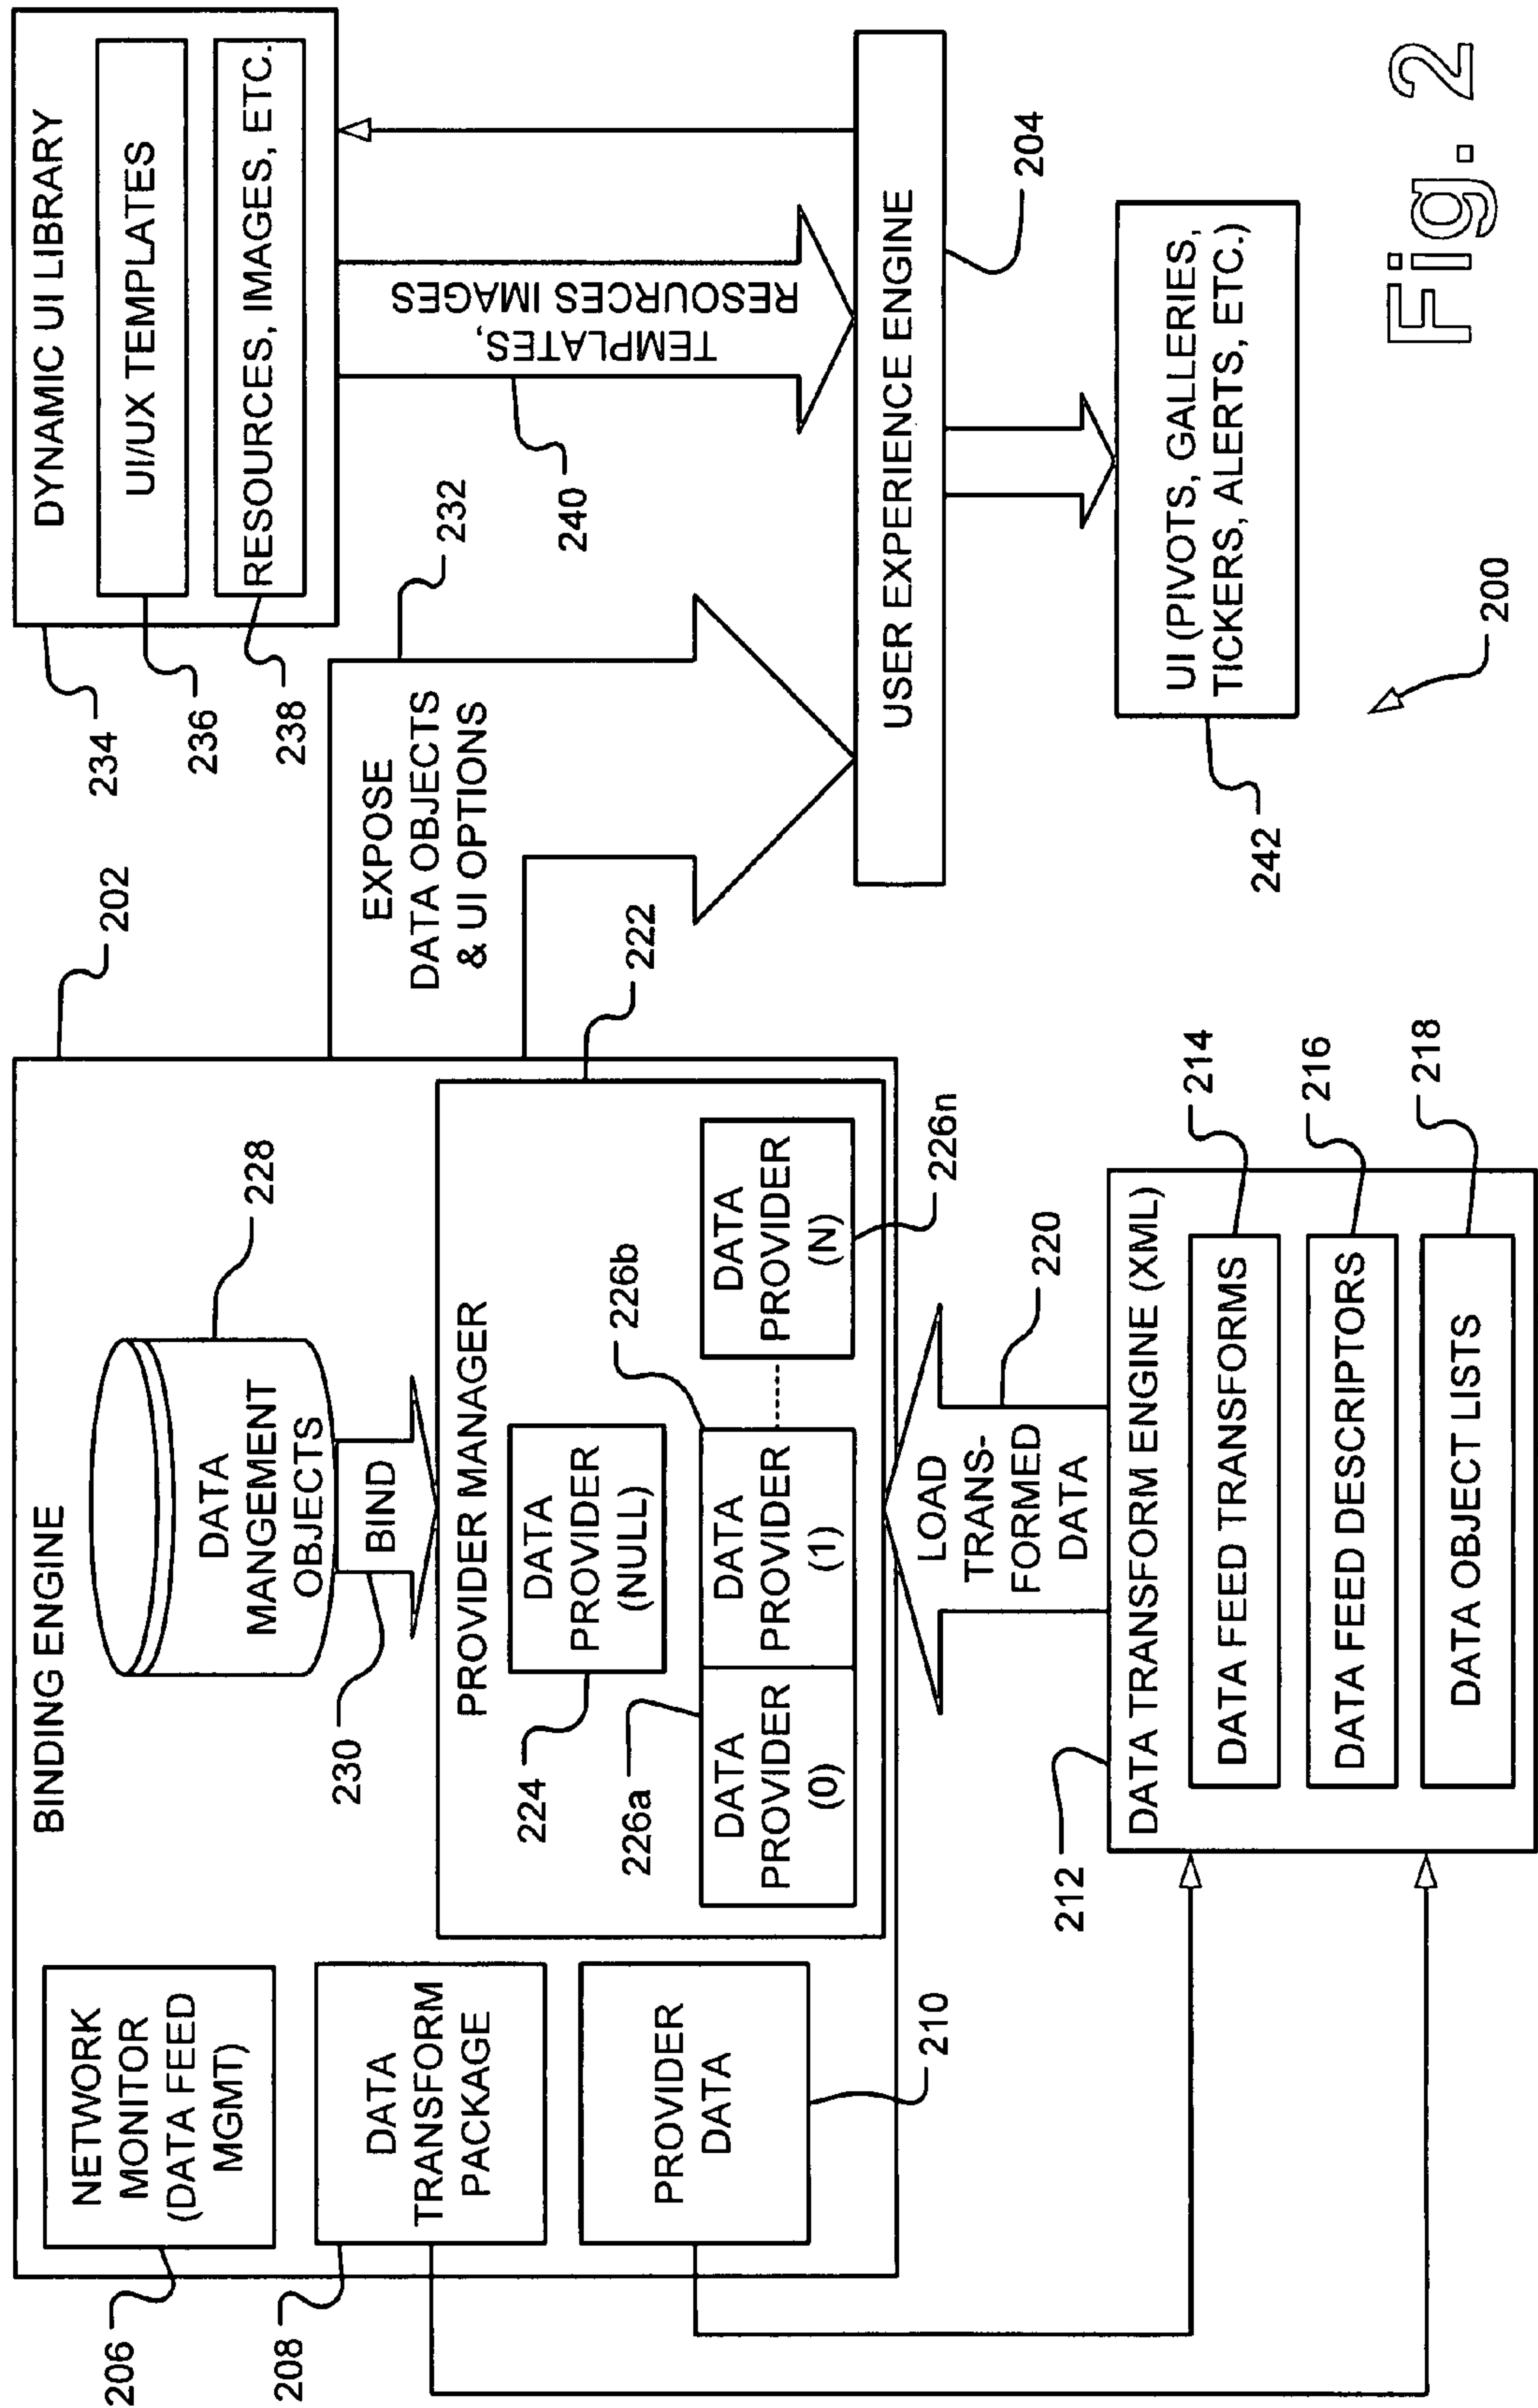 BINDING ENGINE
202
NETWORK
MONITOR
(DATA FEED
MGMT)
206
DATA
TRANSFORM
PACKAGE
208
PROVIDER
DATA
210
DATA
MANGEMENT
OBJECTS
228
BIND
230
PROVIDER MANAGER
222
DATA
PROVIDER
(NULL)
224
DATA
PROVIDER
(0)
226a
DATA
PROVIDER
(1)
226b
DATA
PROVIDER
(N)
226n
LOAD
TRANS-
FORMED
DATA
220
DATA TRANSFORM ENGINE (XML)
212
DATA FEED TRANSFORMS
214
DATA FEED DESCRIPTORS
216
DATA OBJECT LISTS
218
EXPOSE
DATA OBJECTS
& UI OPTIONS
232
DYNAMIC UI LIBRARY
234
UI/UX TEMPLATES
236
RESOURCES, IMAGES, ETC.
238
TEMPLATES,
RESOURCES IMAGES
240
USER EXPERIENCE ENGINE
204
UI (PIVOTS, GALLERIES,
TICKERS, ALERTS, ETC.)
242
200
Fig. 2